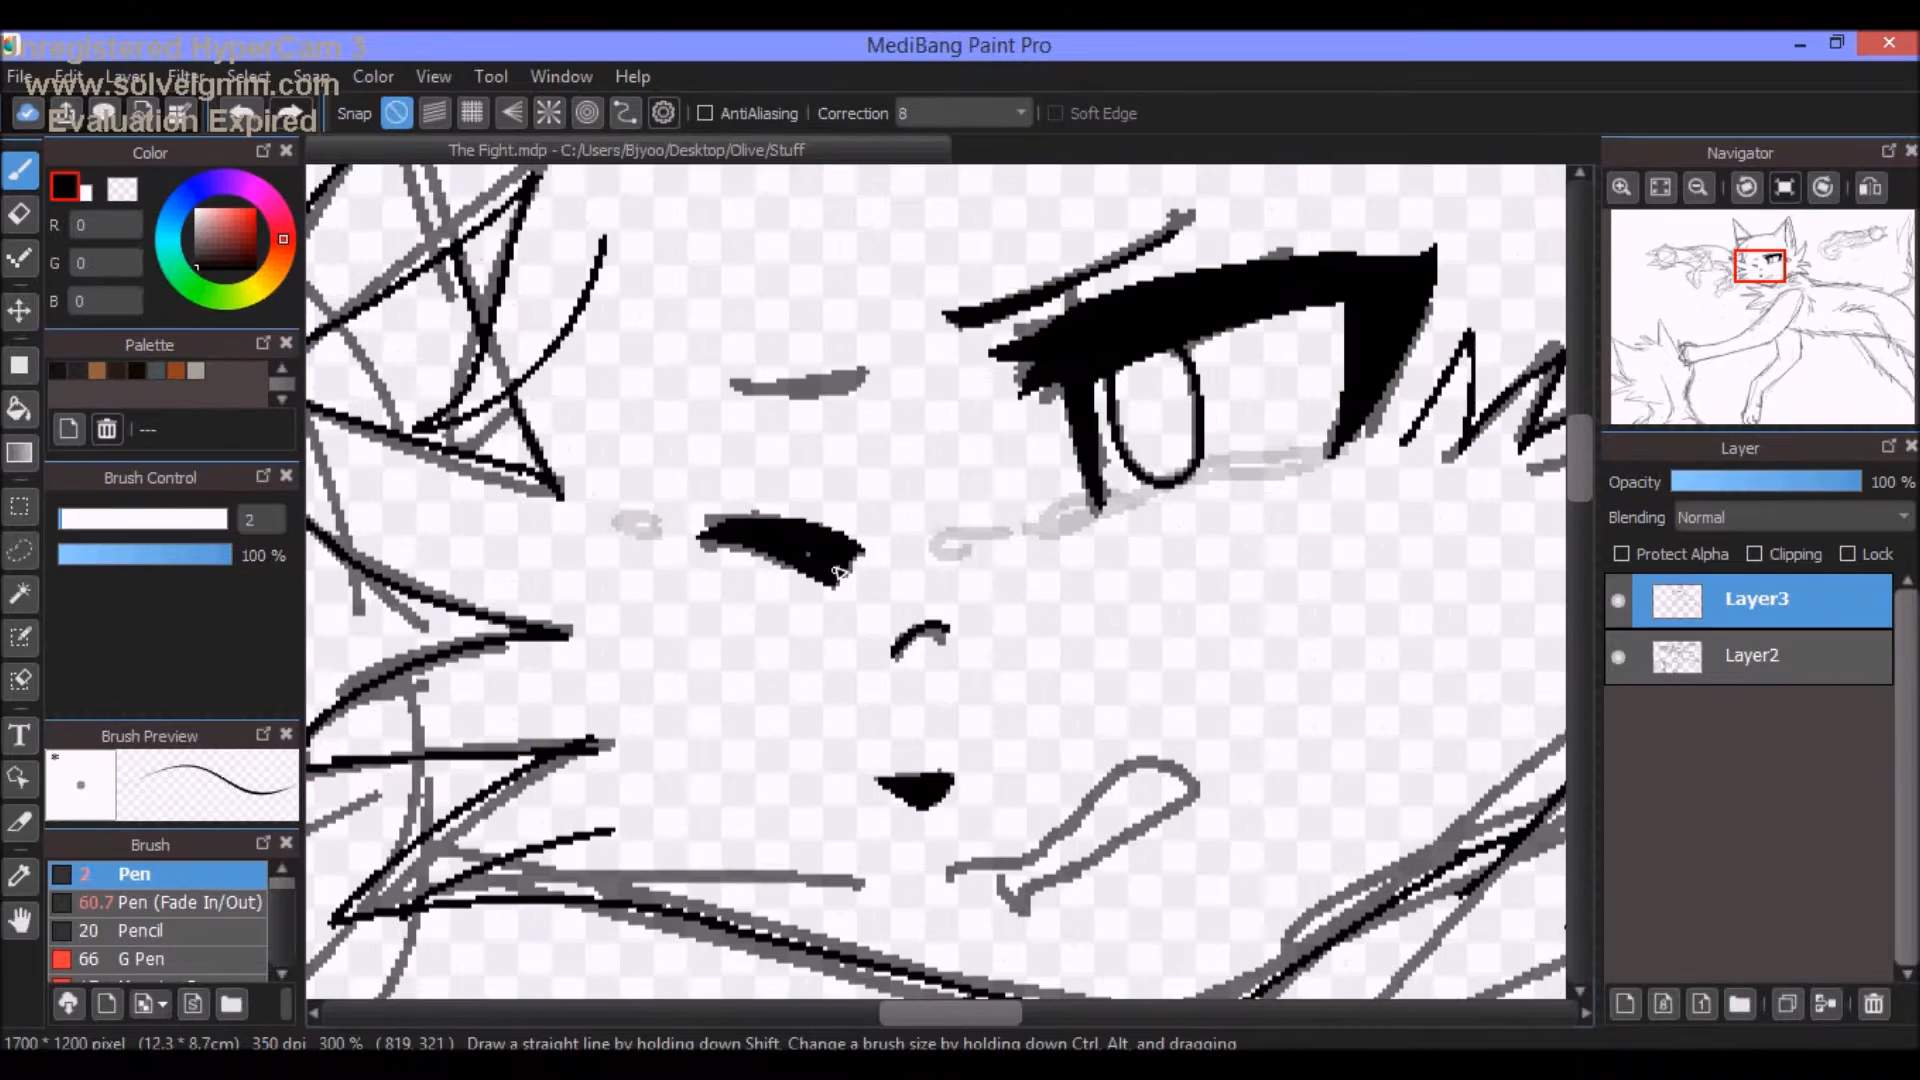 Unregistered HyperCam 3
MediBang Paint Pro
File Edit Layer Filter Select Snap Color View Tool Window Help
www.solveigmm.com
Evaluation Expired
Snap AntiAliasing Correction 8 Soft Edge
The Fight.mdp - C:/Users/Bjyoo/Desktop/Olive/Stuff
Color
R 0
G 0
B 0
Palette
---
Brush Control
2
100 %
Brush Preview
*
Brush
2 Pen
60.7 Pen (Fade In/Out)
20 Pencil
66 G Pen
Navigator
Layer
Opacity 100 %
Blending Normal
Protect Alpha Clipping Lock
Layer3
Layer2
1700 * 1200 pixel (12.3 * 8.7cm) 350 dpi 300 % ( 819, 321 ) Draw a straight line by holding down Shift, Change a brush size by holding down Ctrl, Alt, and dragging